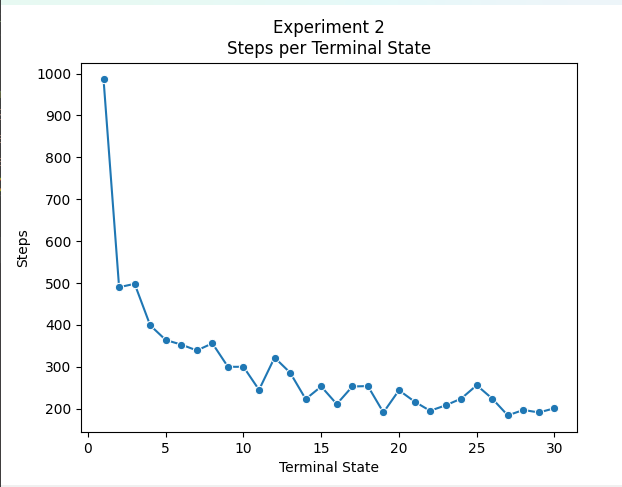 Experiment 2
Steps per Terminal State
1000
900
800
700
600
500
400
300
200
Steps
0 5 10 15 20 25 30
Terminal State